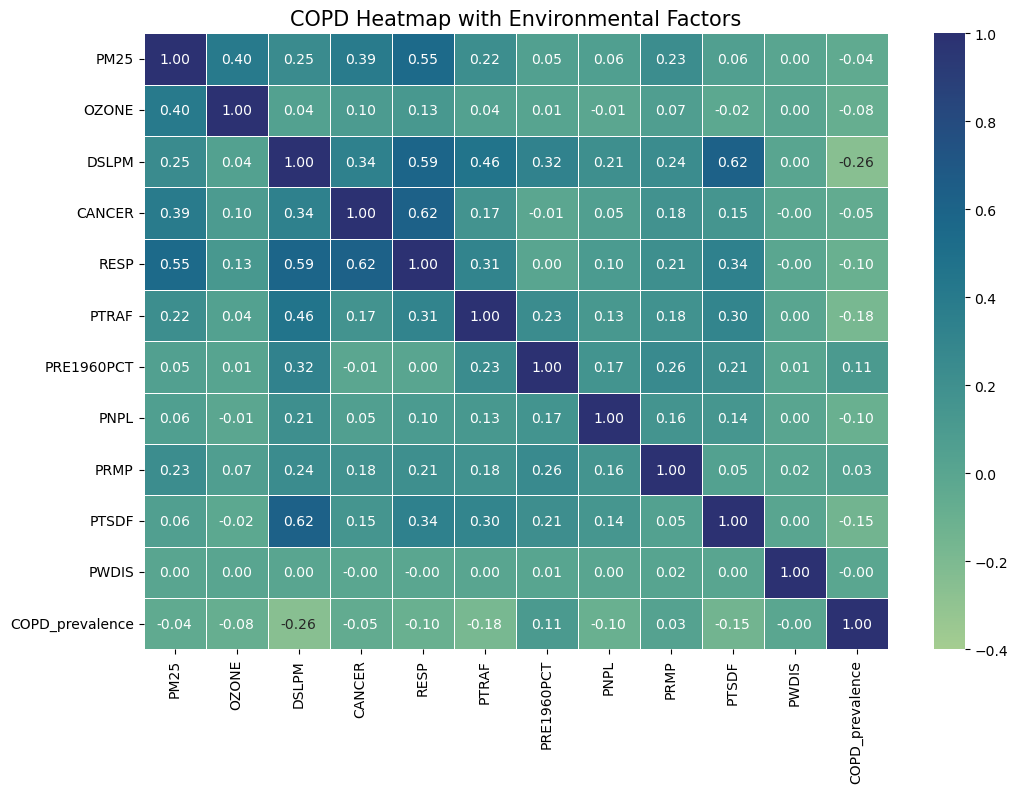 COPD Heatmap with Environmental Factors
PM25 1.00 0.40 0.25 0.39 0.55 0.22 0.05 0.06 0.23 0.06 0.00 -0.04
OZONE 0.40 1.00 0.04 0.10 0.13 0.04 0.01 -0.01 0.07 -0.02 0.00 -0.08
DSLPM 0.25 0.04 1.00 0.34 0.59 0.46 0.32 0.21 0.24 0.62 0.00 -0.26
CANCER 0.39 0.10 0.34 1.00 0.62 0.17 -0.01 0.05 0.18 0.15 -0.00 -0.05
RESP 0.55 0.13 0.59 0.62 1.00 0.31 0.00 0.10 0.21 0.34 -0.00 -0.10
PTRAF 0.22 0.04 0.46 0.17 0.31 1.00 0.23 0.13 0.18 0.30 0.00 -0.18
PRE1960PCT 0.05 0.01 0.32 -0.01 0.00 0.23 1.00 0.17 0.26 0.21 0.01 0.11
PNPL 0.06 -0.01 0.21 0.05 0.10 0.13 0.17 1.00 0.16 0.14 0.00 -0.10
PRMP 0.23 0.07 0.24 0.18 0.21 0.18 0.26 0.16 1.00 0.05 0.02 0.03
PTSDF 0.06 -0.02 0.62 0.15 0.34 0.30 0.21 0.14 0.05 1.00 0.00 -0.15
PWDIS 0.00 0.00 0.00 -0.00 -0.00 0.00 0.01 0.00 0.02 0.00 1.00 -0.00
COPD_prevalence -0.04 -0.08 -0.26 -0.05 -0.10 -0.18 0.11 -0.10 0.03 -0.15 -0.00 1.00
PM25 OZONE DSLPM CANCER RESP PTRAF PRE1960PCT PNPL PRMP PTSDF PWDIS COPD_prevalence
1.0
0.8
0.6
0.4
0.2
0.0
−0.2
−0.4